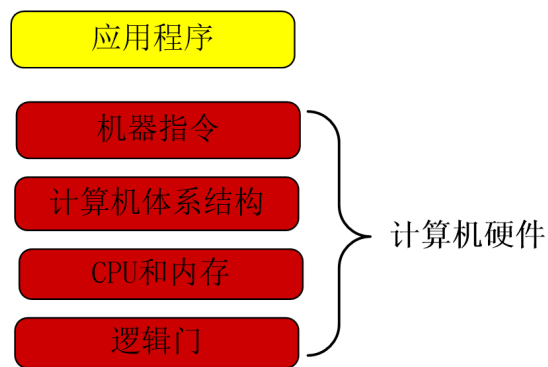 应用程序
机器指令
计算机体系结构
计算机硬件
CPU和内存
逻辑门